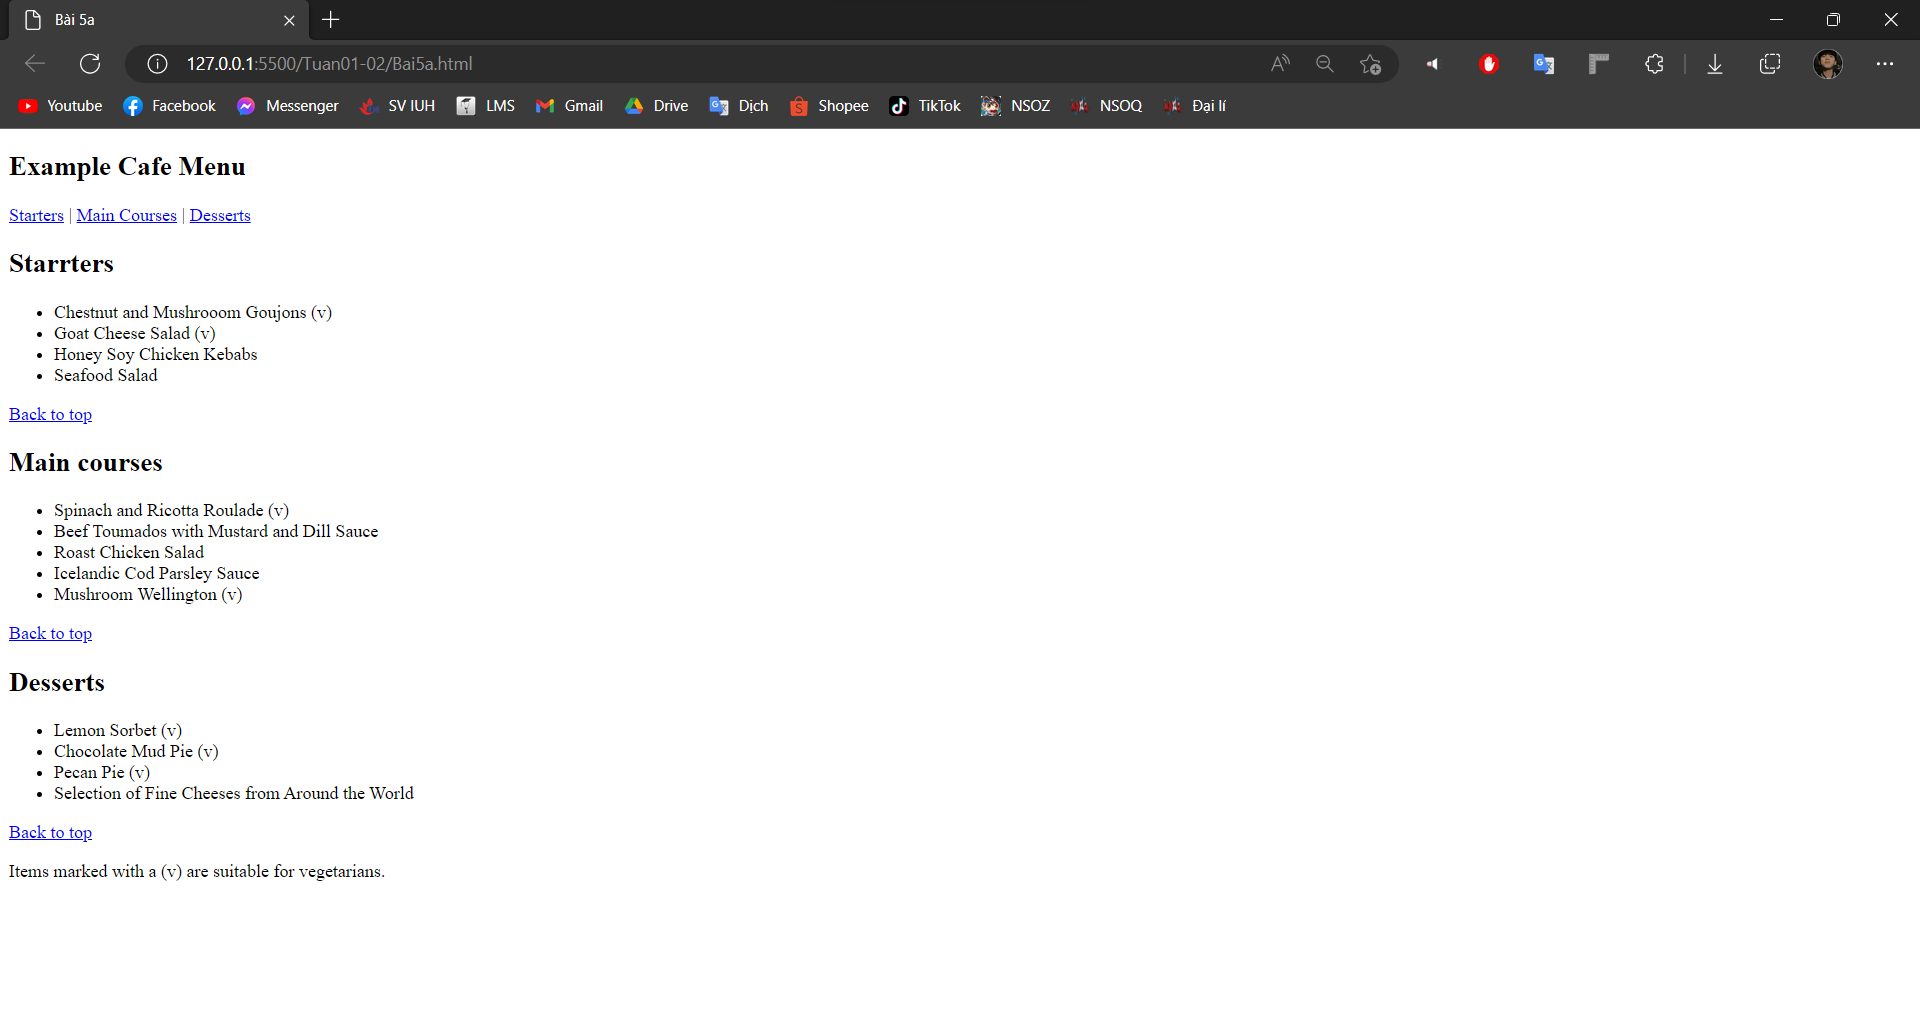 Bài 5a
127.0.0.1:5500/Tuan01-02/Bai5a.html
Youtube Facebook Messenger SV IUH LMS Gmail Drive Dịch Shopee TikTok NSOZ NSOQ Đại lí
Example Cafe Menu
Starters | Main Courses | Desserts
Starrters
Chestnut and Mushrooom Goujons (v)
Goat Cheese Salad (v)
Honey Soy Chicken Kebabs
Seafood Salad
Back to top
Main courses
Spinach and Ricotta Roulade (v)
Beef Toumados with Mustard and Dill Sauce
Roast Chicken Salad
Icelandic Cod Parsley Sauce
Mushroom Wellington (v)
Back to top
Desserts
Lemon Sorbet (v)
Chocolate Mud Pie (v)
Pecan Pie (v)
Selection of Fine Cheeses from Around the World
Back to top
Items marked with a (v) are suitable for vegetarians.